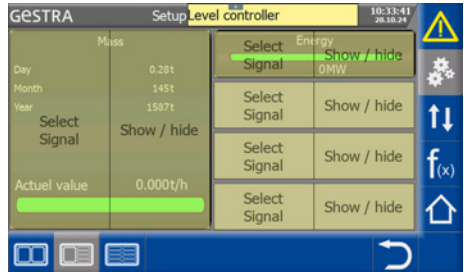 GESTRA
Setup Level controller
10:33:41
28.10.24
Mass
Day 0.28t
Month 145t
Year 1587t
Select
Signal
Show / hide
Actuel value 0.000t/h
Energy
Select
Signal
Show / hide
0MW
Select
Signal
Show / hide
Select
Signal
Show / hide
Select
Signal
Show / hide
f(x)